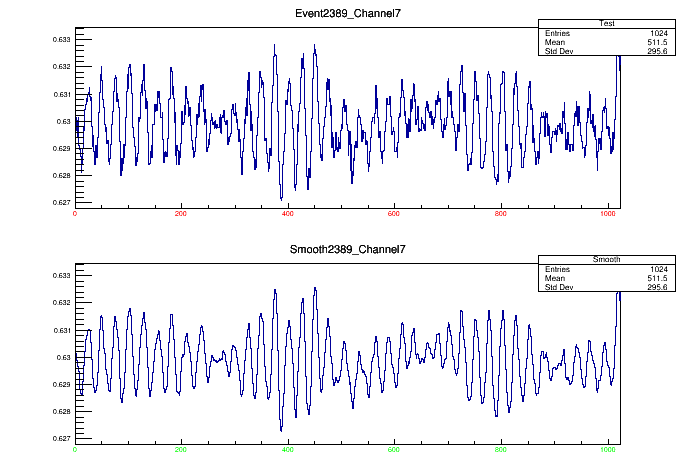 Event2389_Channel7
Test
Entries 1024
Mean 511.5
Std Dev 295.6
0.633
0.632
0.631
0.63
0.629
0.628
0.627
0 200 400 600 800 1000
Smooth2389_Channel7
Smooth
Entries 1024
Mean 511.5
Std Dev 295.6
0.633
0.632
0.631
0.63
0.629
0.628
0.627
0 200 400 600 800 1000